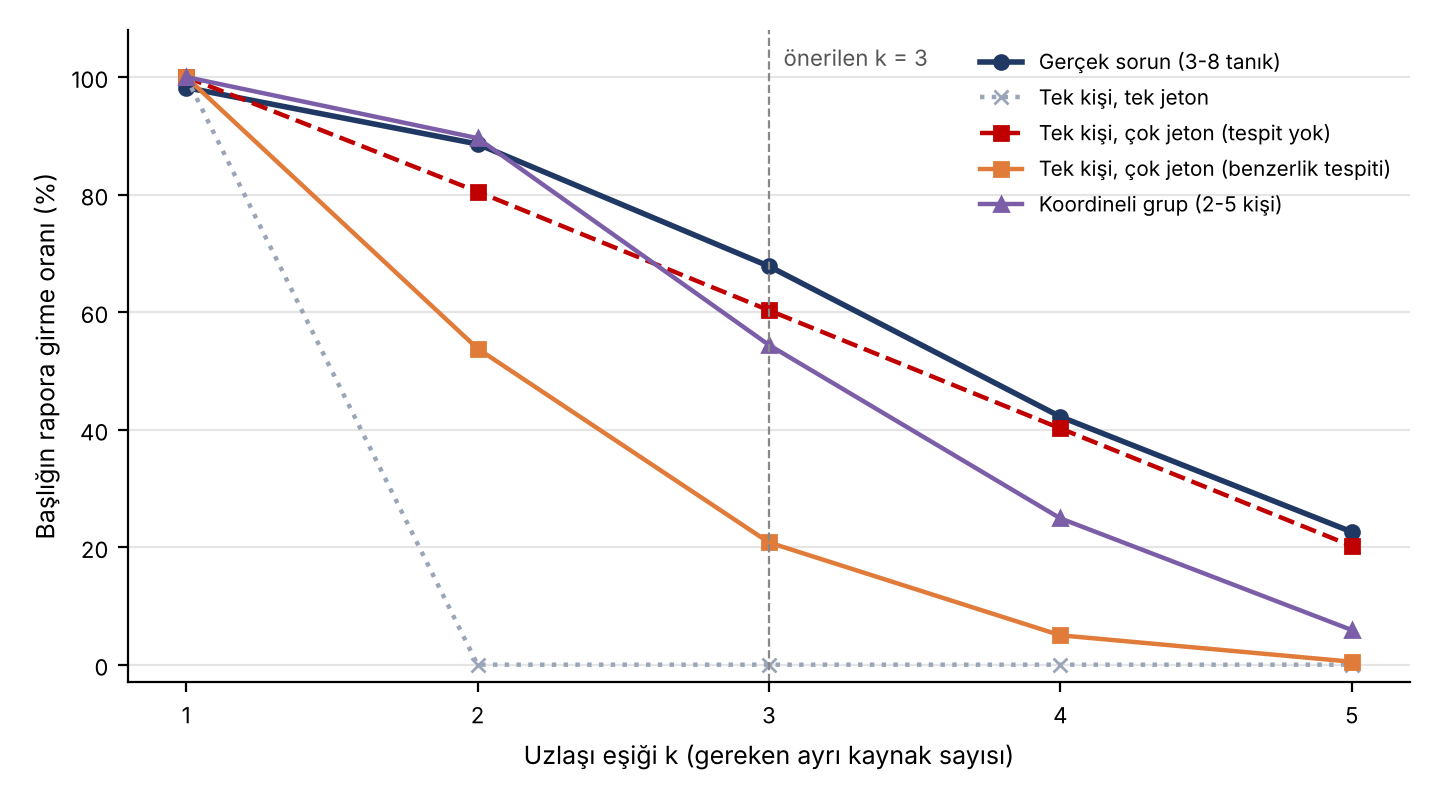 önerilen k = 3
Gerçek sorun (3-8 tanık)
Tek kişi, tek jeton
Tek kişi, çok jeton (tespit yok)
Tek kişi, çok jeton (benzerlik tespiti)
Koordineli grup (2-5 kişi)
Başlığın rapora girme oranı (%)
100
80
60
40
20
0
1 2 3 4 5
Uzlaşı eşiği k (gereken ayrı kaynak sayısı)